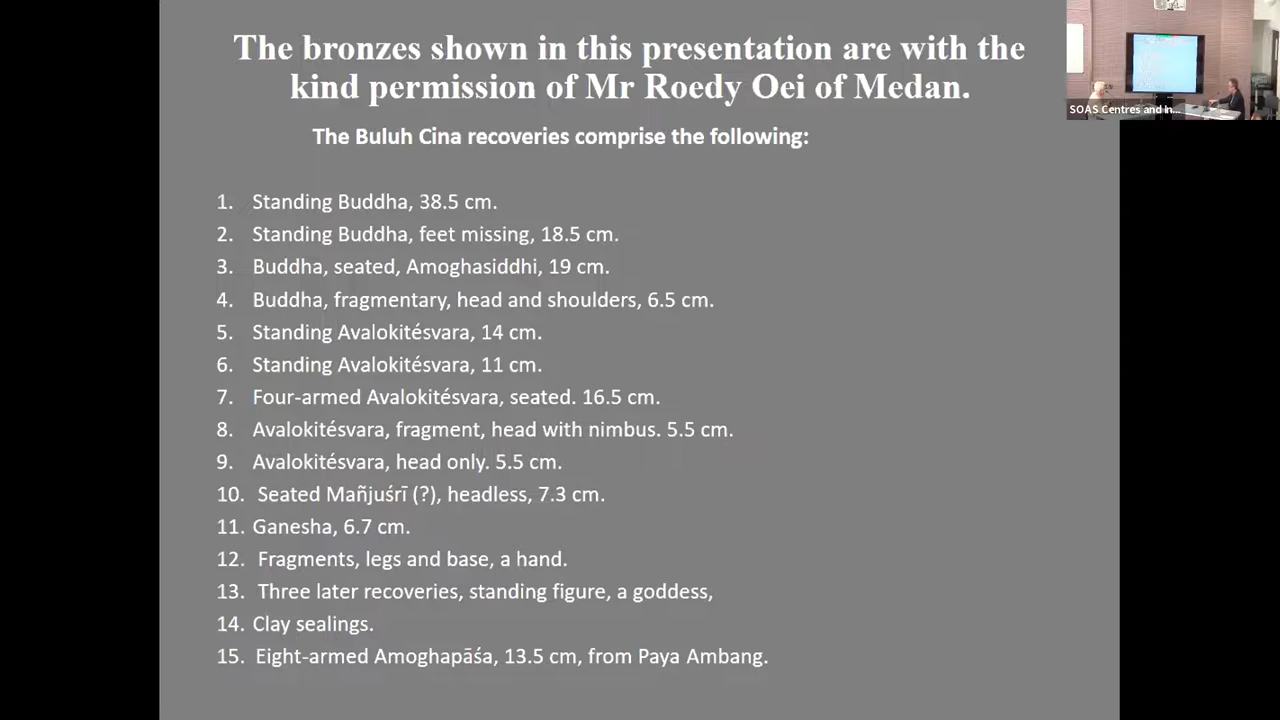 The bronzes shown in this presentation are with the
kind permission of Mr Roedy Oei of Medan.
The Buluh Cina recoveries comprise the following:
1. Standing Buddha, 38.5 cm.
2. Standing Buddha, feet missing, 18.5 cm.
3. Buddha, seated, Amoghasiddhi, 19 cm.
4. Buddha, fragmentary, head and shoulders, 6.5 cm.
5. Standing Avalokitésvara, 14 cm.
6. Standing Avalokitésvara, 11 cm.
7. Four-armed Avalokitésvara, seated. 16.5 cm.
8. Avalokitésvara, fragment, head with nimbus. 5.5 cm.
9. Avalokitésvara, head only. 5.5 cm.
10. Seated Mañjuśrī (?), headless, 7.3 cm.
11. Ganesha, 6.7 cm.
12. Fragments, legs and base, a hand.
13. Three later recoveries, standing figure, a goddess,
14. Clay sealings.
15. Eight-armed Amoghapāśa, 13.5 cm, from Paya Ambang.
SOAS Centres and In...